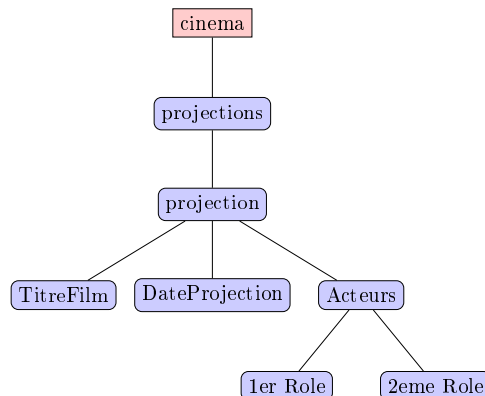 cinema
projections
projection
TitreFilm
DateProjection
Acteurs
1er Role
2eme Role